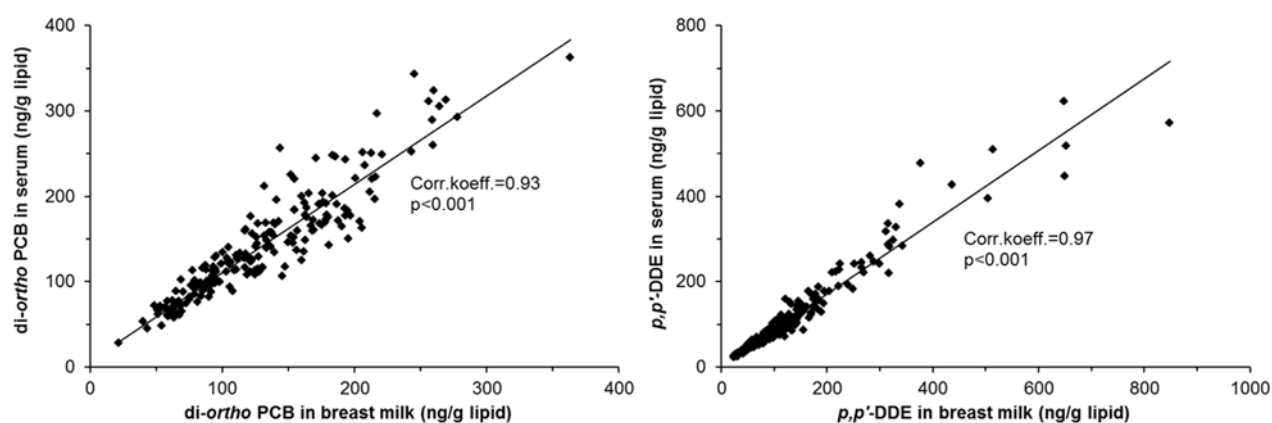 400
300
200
100
0
di-ortho PCB in serum (ng/g lipid)
Corr.koeff.=0.93
p<0.001
0 100 200 300 400
di-ortho PCB in breast milk (ng/g lipid)
800
600
400
200
0
p,p'-DDE in serum (ng/g lipid)
Corr.koeff.=0.97
p<0.001
0 200 400 600 800 1000
p,p'-DDE in breast milk (ng/g lipid)